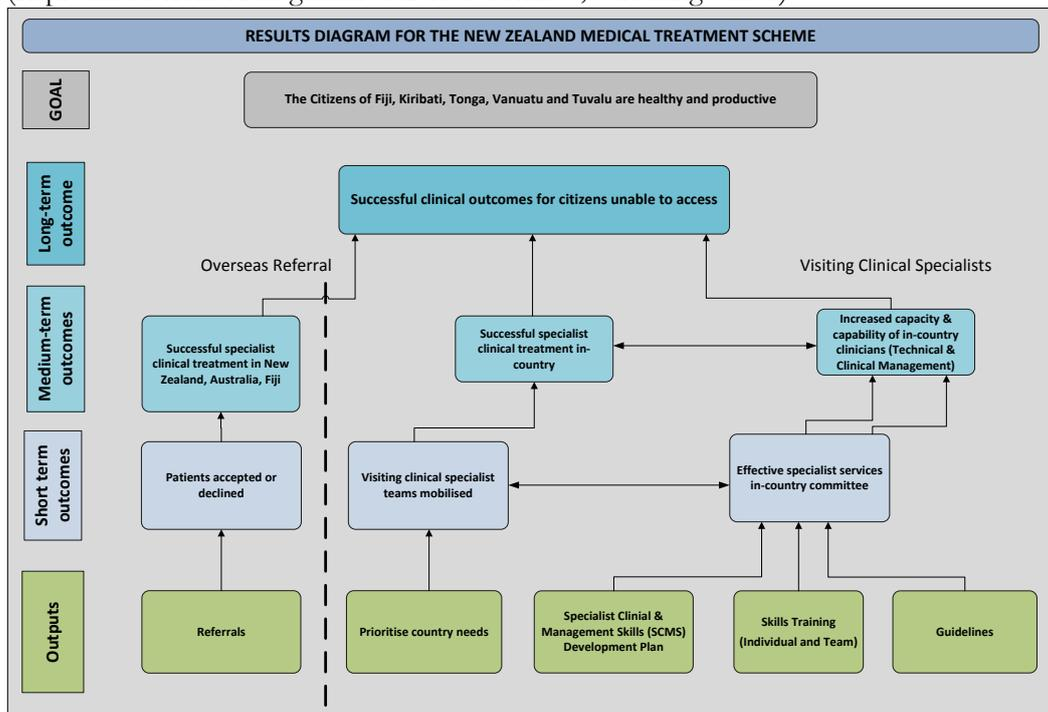 RESULTS DIAGRAM FOR THE NEW ZEALAND MEDICAL TREATMENT SCHEME
GOAL
The Citizens of Fiji, Kiribati, Tonga, Vanuatu and Tuvalu are healthy and productive
Long-term
outcome
Successful clinical outcomes for citizens unable to access
Overseas Referral
Visiting Clinical Specialists
Medium-term
outcomes
Successful specialist
clinical treatment in New
Zealand, Australia, Fiji
Successful specialist
clinical treatment in-
country
Increased capacity &
capability of in-country
clinicians (Technical &
Clinical Management)
Short term
outcomes
Patients accepted or
declined
Visiting clinical specialist
teams mobilised
Effective specialist services
in-country committee
Outputs
Referrals
Prioritise country needs
Specialist Clinial &
Management Skills (SCMS)
Development Plan
Skills Training
(Individual and Team)
Guidelines